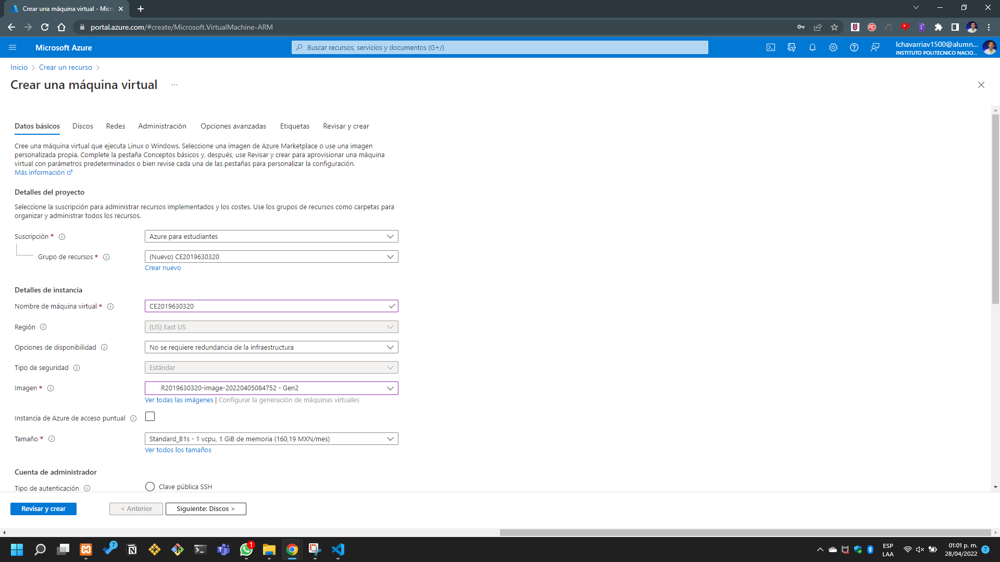 Crear una máquina virtual - Micr
portal.azure.com/#create/Microsoft.VirtualMachine-ARM
Microsoft Azure
Buscar recursos, servicios y documentos (G+/)
lchavarriav1500@alumn...
INSTITUTO POLITECNICO NACIO...
Inicio > Crear un recurso >
Crear una máquina virtual ...
Datos básicos Discos Redes Administración Opciones avanzadas Etiquetas Revisar y crear
Cree una máquina virtual que ejecuta Linux o Windows. Seleccione una imagen de Azure Marketplace o use una imagen
personalizada propia. Complete la pestaña Conceptos básicos y, después, use Revisar y crear para aprovisionar una máquina
virtual con parámetros predeterminados o bien revise cada una de las pestañas para personalizar la configuración.
Más información
Detalles del proyecto
Seleccione la suscripción para administrar recursos implementados y los costes. Use los grupos de recursos como carpetas para
organizar y administrar todos los recursos.
Suscripción * Azure para estudiantes
Grupo de recursos * (Nuevo) CE2019630320
Crear nuevo
Detalles de instancia
Nombre de máquina virtual * CE2019630320
Región (US) East US
Opciones de disponibilidad No se requiere redundancia de la infraestructura
Tipo de seguridad Estándar
Imagen * R2019630320-image-20220405084752 - Gen2
Ver todas las imágenes | Configurar la generación de máquinas virtuales
Instancia de Azure de acceso puntual
Tamaño * Standard_B1s - 1 vcpu, 1 GiB de memoria (160,19 MXN/mes)
Ver todos los tamaños
Cuenta de administrador
Tipo de autenticación Clave pública SSH
Revisar y crear < Anterior Siguiente: Discos >
7
1
ESP
LAA
01:01 p. m.
28/04/2022
7